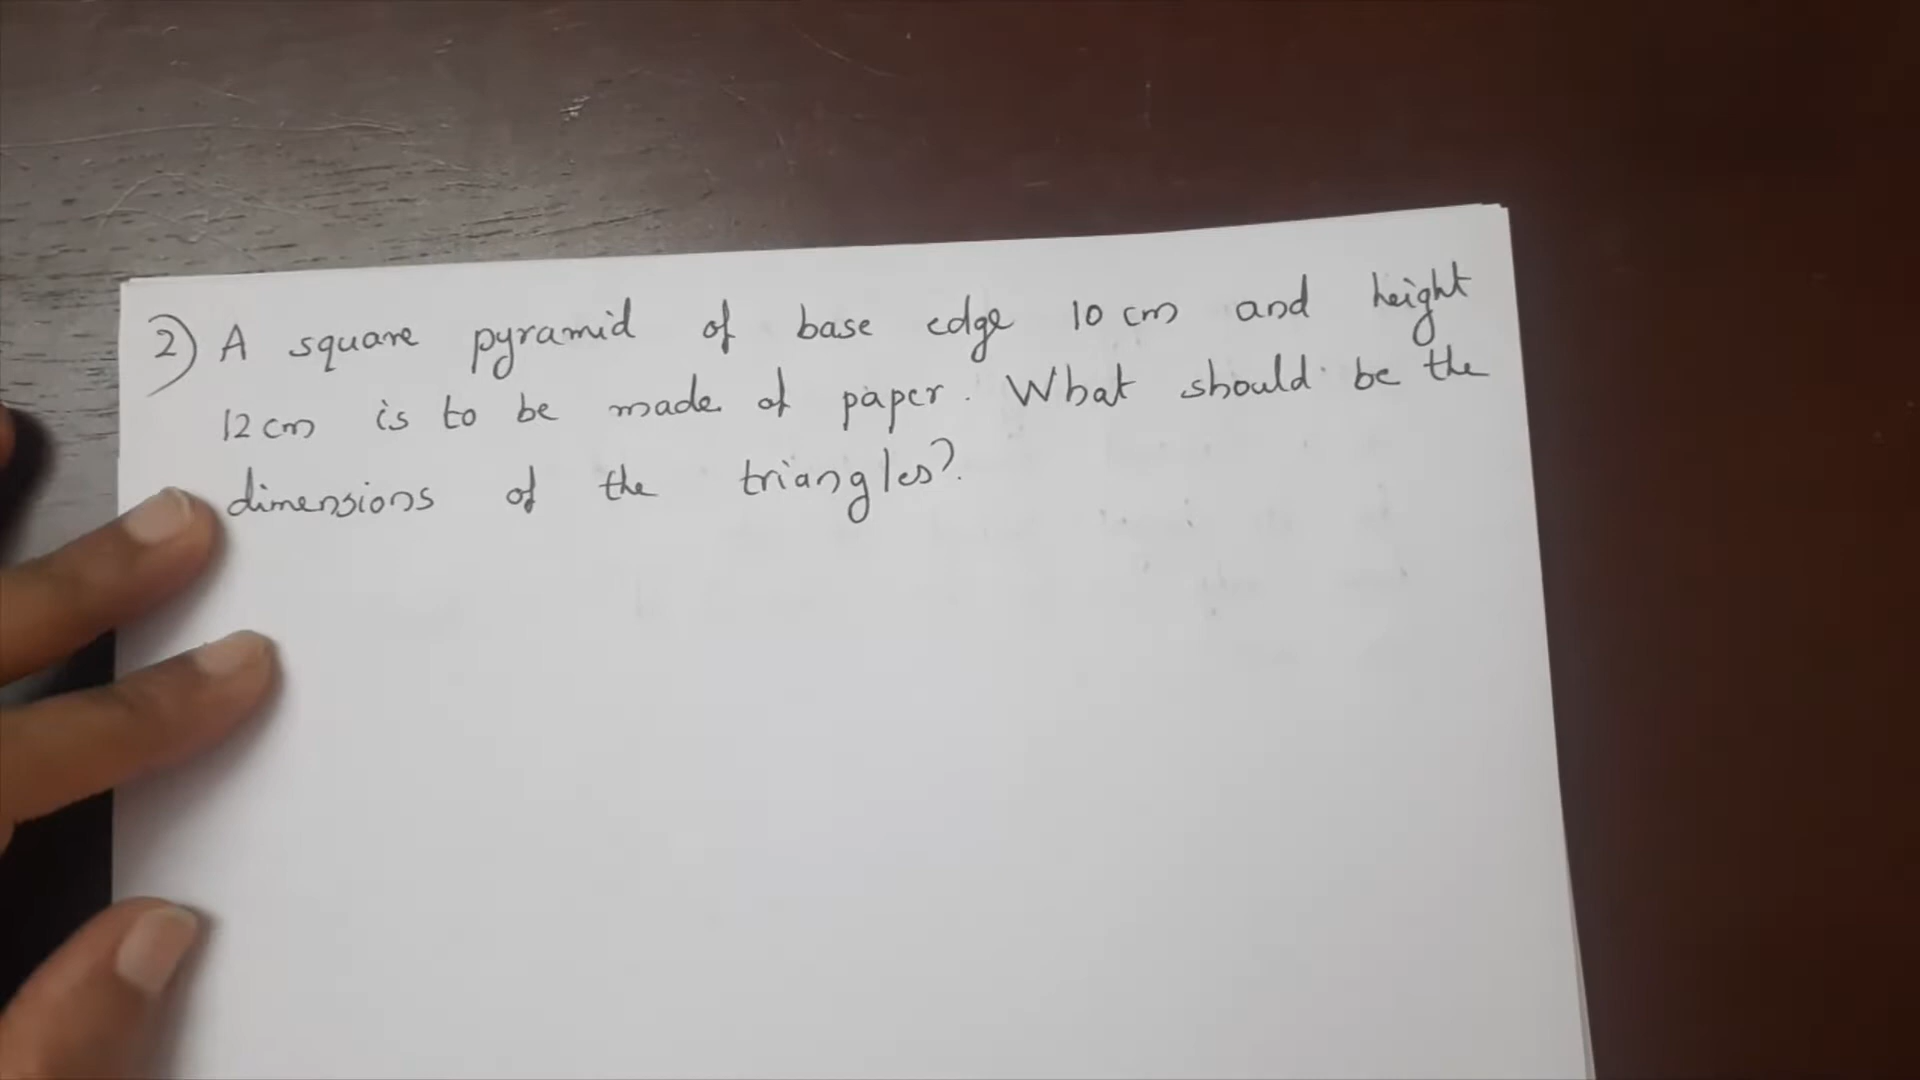 2) A square pyramid of base edge 10 cm and height
12 cm is to be made of paper. What should be the
dimensions of the triangles?